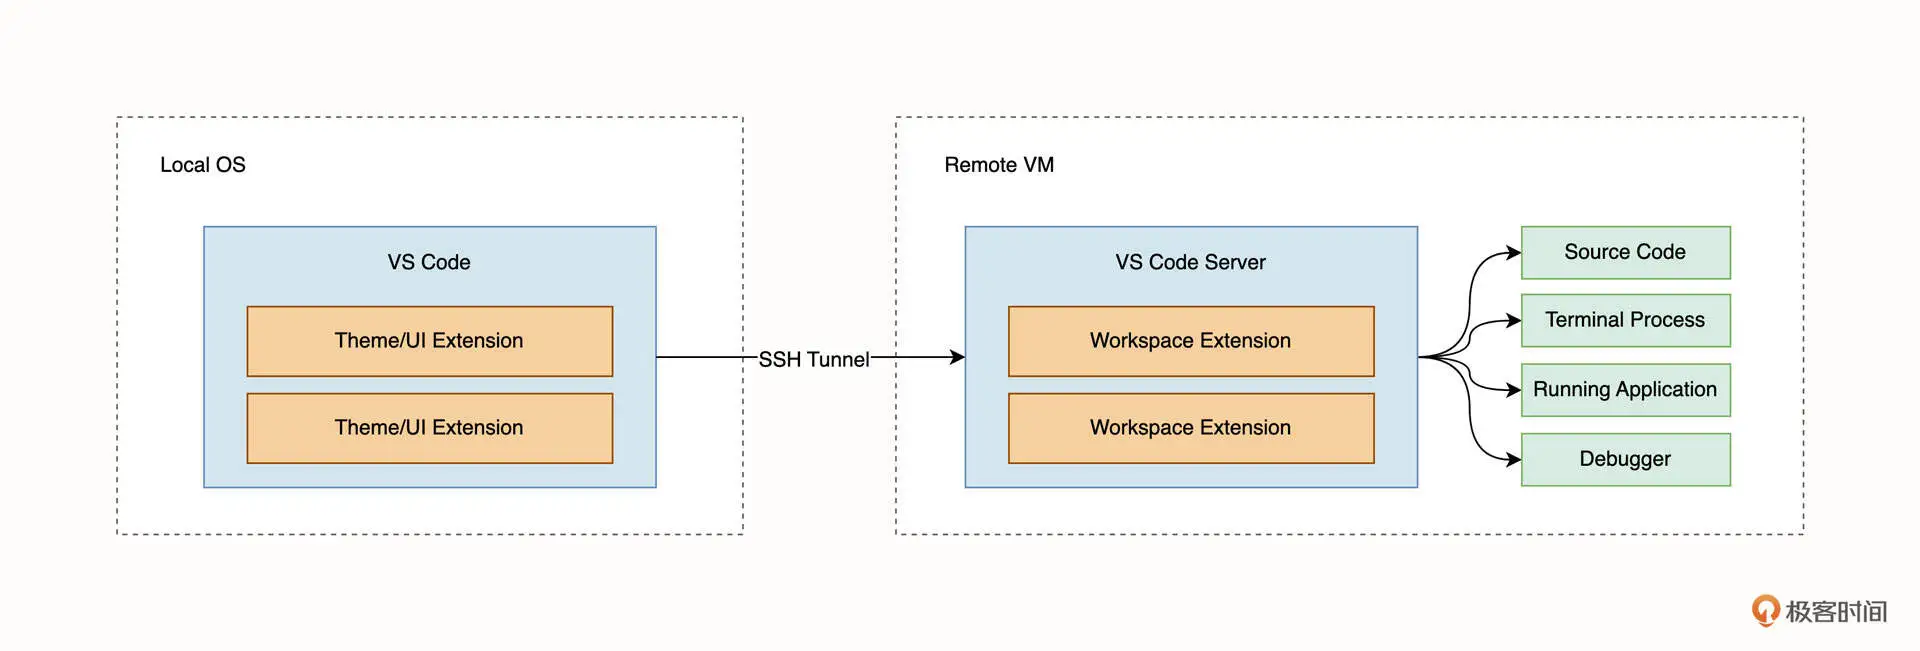 Local OS
VS Code
Theme/UI Extension
Theme/UI Extension
SSH Tunnel
Remote VM
VS Code Server
Workspace Extension
Workspace Extension
Source Code
Terminal Process
Running Application
Debugger
极客时间